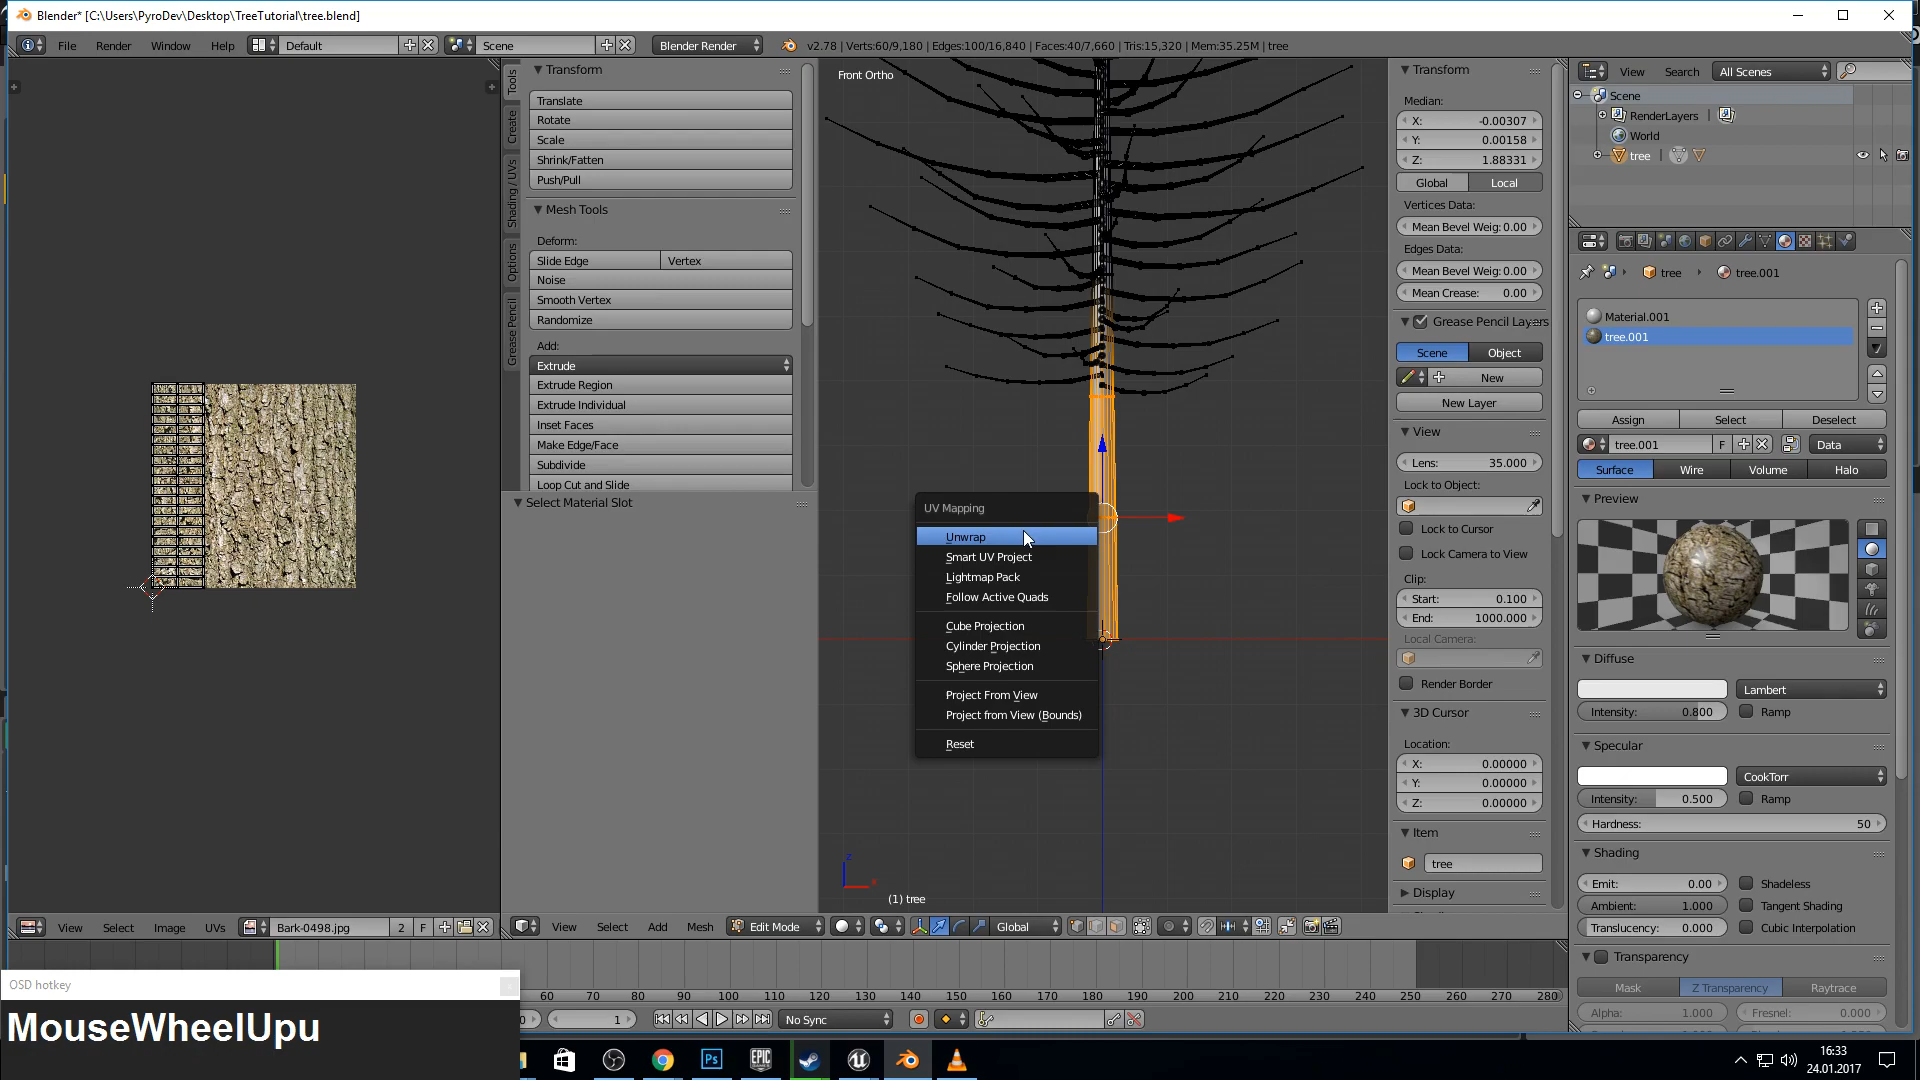 Blender* [C:\Users\PyroDev\Desktop\TreeTutorial\tree.blend]
File Render Window Help Default Scene Blender Render v2.78 | Verts:60/9,180 | Edges:100/16,840 | Faces:40/7,660 | Tris:15,320 | Mem:35.25M | tree
Tools
Create
Shading / UVs
Options
Grease Pencil
Transform
Translate
Rotate
Scale
Shrink/Fatten
Push/Pull
Mesh Tools
Deform:
Slide Edge Vertex
Noise
Smooth Vertex
Randomize
Add:
Extrude
Extrude Region
Extrude Individual
Inset Faces
Make Edge/Face
Subdivide
Loop Cut and Slide
Select Material Slot
Front Ortho
UV Mapping
Unwrap
Smart UV Project
Lightmap Pack
Follow Active Quads
Cube Projection
Cylinder Projection
Sphere Projection
Project From View
Project from View (Bounds)
Reset
z
x
(1) tree
Transform
Median:
X: -0.00307
Y: 0.00158
Z: 1.88331
Global Local
Vertices Data:
Mean Bevel Weig: 0.00
Edges Data:
Mean Bevel Weig: 0.00
Mean Crease: 0.00
Grease Pencil Layers
Scene Object
New
New Layer
View
Lens: 35.000
Lock to Object:
Lock to Cursor
Lock Camera to View
Clip:
Start: 0.100
End: 1000.000
Local Camera:
Render Border
3D Cursor
Location:
X: 0.00000
Y: 0.00000
Z: 0.00000
Item
tree
Display
View Search All Scenes
Scene
RenderLayers |
World
tree |
tree tree.001
Material.001
tree.001
Assign Select Deselect
tree.001 F Data
Surface Wire Volume Halo
Preview
Diffuse
Lambert
Intensity: 0.800 Ramp
Specular
CookTorr
Intensity: 0.500 Ramp
Hardness: 50
Shading
Emit: 0.00 Shadeless
Ambient: 1.000 Tangent Shading
Translucency: 0.000 Cubic Interpolation
Transparency
Mask Z Transparency Raytrace
Alpha: 1.000 Fresnel: 0.000
View Select Image UVs Bark-0498.jpg 2 F
View Select Add Mesh Edit Mode Global
60 70 80 90 100 110 120 130 140 150 160 170 180 190 200 210 220 230 240 250 260 270 280
0 1 No Sync
OSD hotkey
MouseWheelUpu
Ps
EPIC GAMES
16:33
24.01.2017